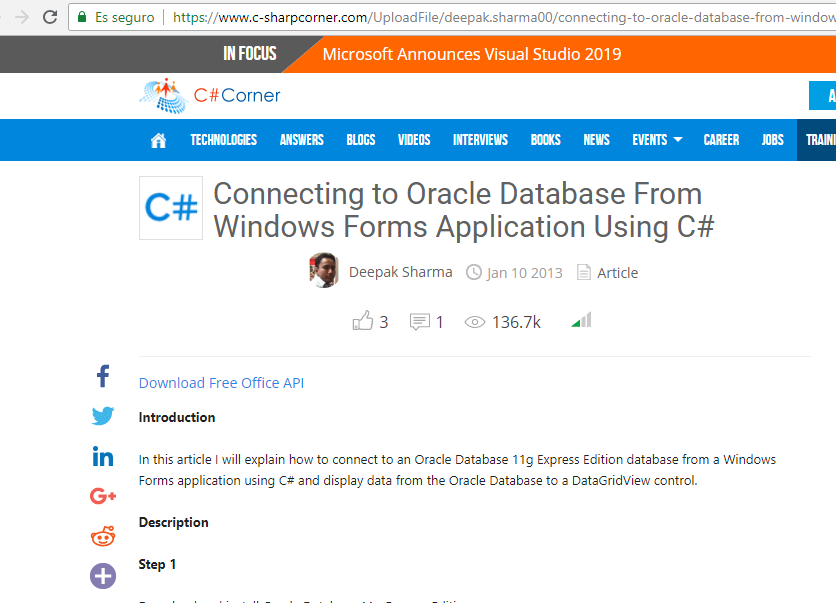 Es seguro | https://www.c-sharpcorner.com/UploadFile/deepak.sharma00/connecting-to-oracle-database-from-window
IN FOCUS Microsoft Announces Visual Studio 2019
C#Corner
TECHNOLOGIES ANSWERS BLOGS VIDEOS INTERVIEWS BOOKS NEWS EVENTS CAREER JOBS TRAINI
C# Connecting to Oracle Database From
Windows Forms Application Using C#
Deepak Sharma Jan 10 2013 Article
3 1 136.7k
Download Free Office API
Introduction
In this article I will explain how to connect to an Oracle Database 11g Express Edition database from a Windows
Forms application using C# and display data from the Oracle Database to a DataGridView control.
Description
Step 1